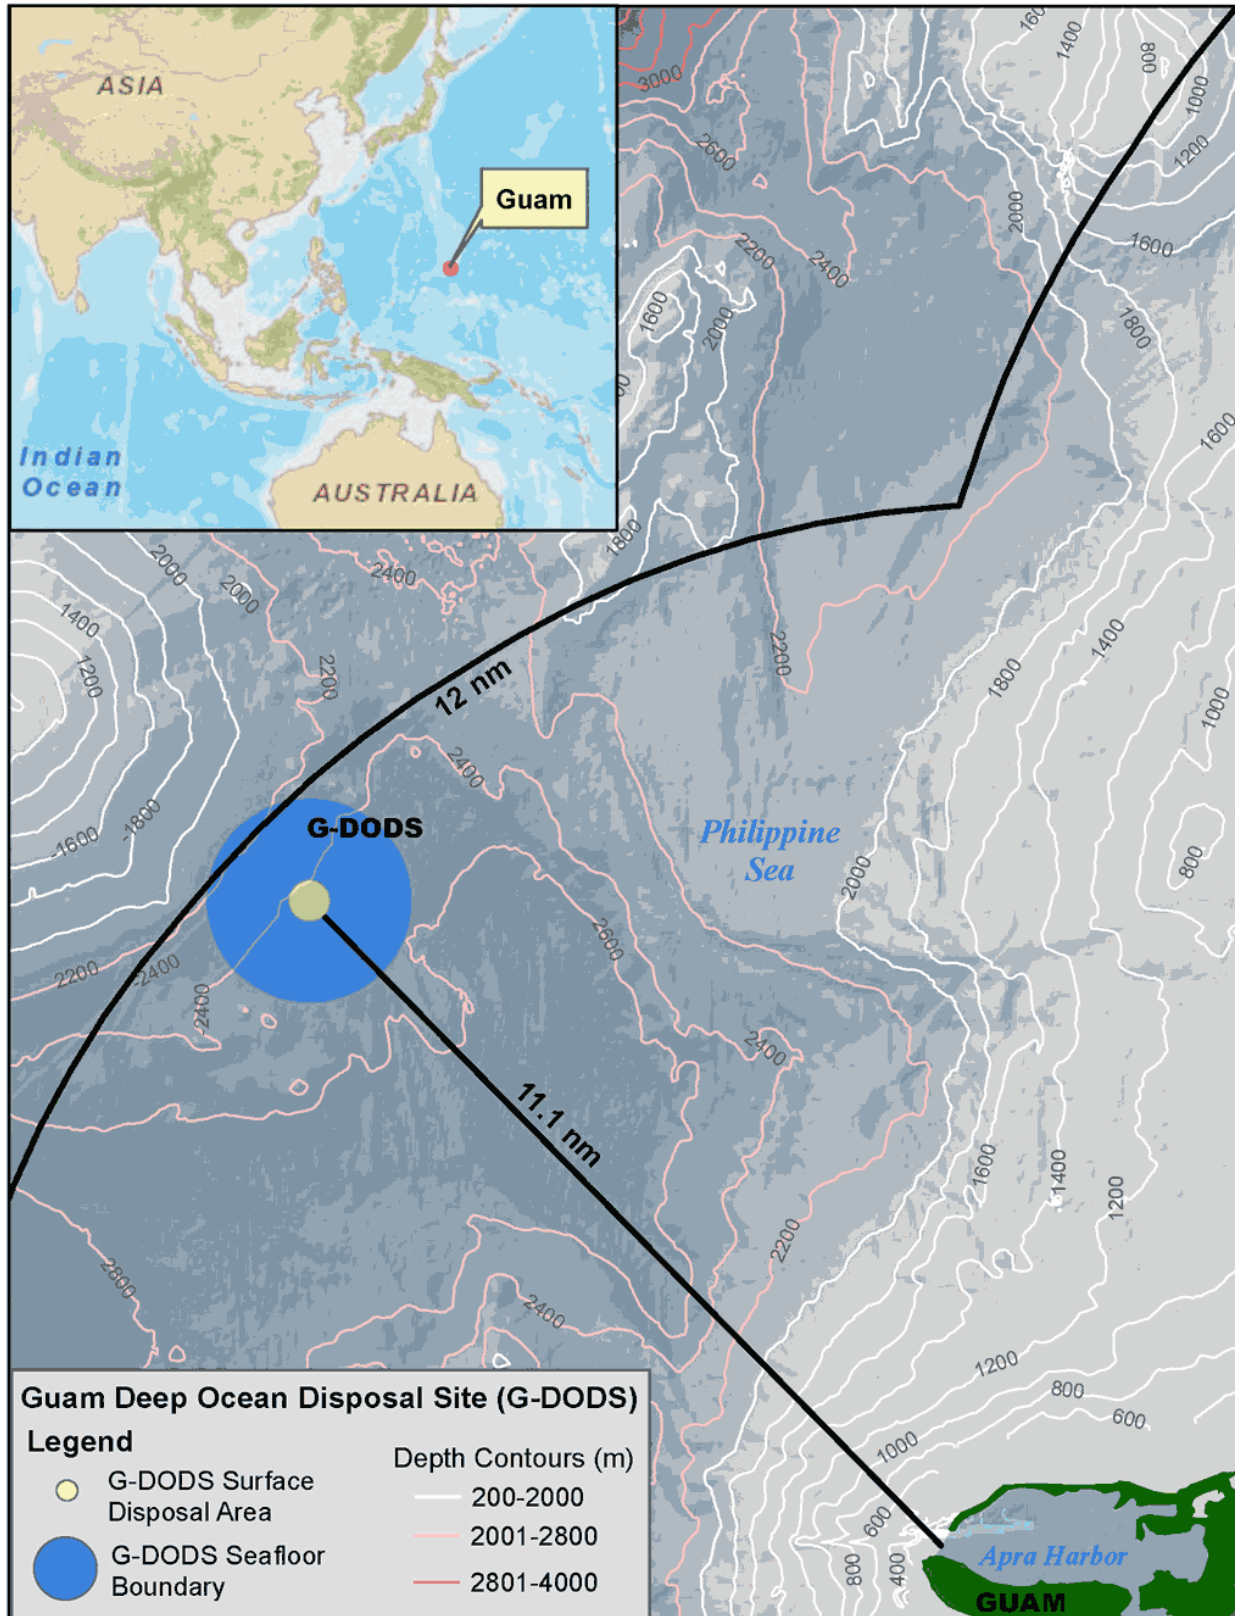 ASIA
Guam
Indian
Ocean
AUSTRALIA
3000
2600
2200
2400
1400
800
1000
1200
2000
1600
1800
1600
2000
1600
1800
2000
2000
2400
1400
1200
2200
2200
1800
1400
1000
12 nm
2400
G-DODS
Philippine
Sea
800
2000
-1600
-1800
2600
2200
-2400
-2400
2400
11.1 nm
1600
1400
1200
2200
2800
2400
1200
800
600
1000
600
800
400
Apra Harbor
GUAM
Guam Deep Ocean Disposal Site (G-DODS)
Legend
G-DODS Surface
Disposal Area
G-DODS Seafloor
Boundary
Depth Contours (m)
200-2000
2001-2800
2801-4000